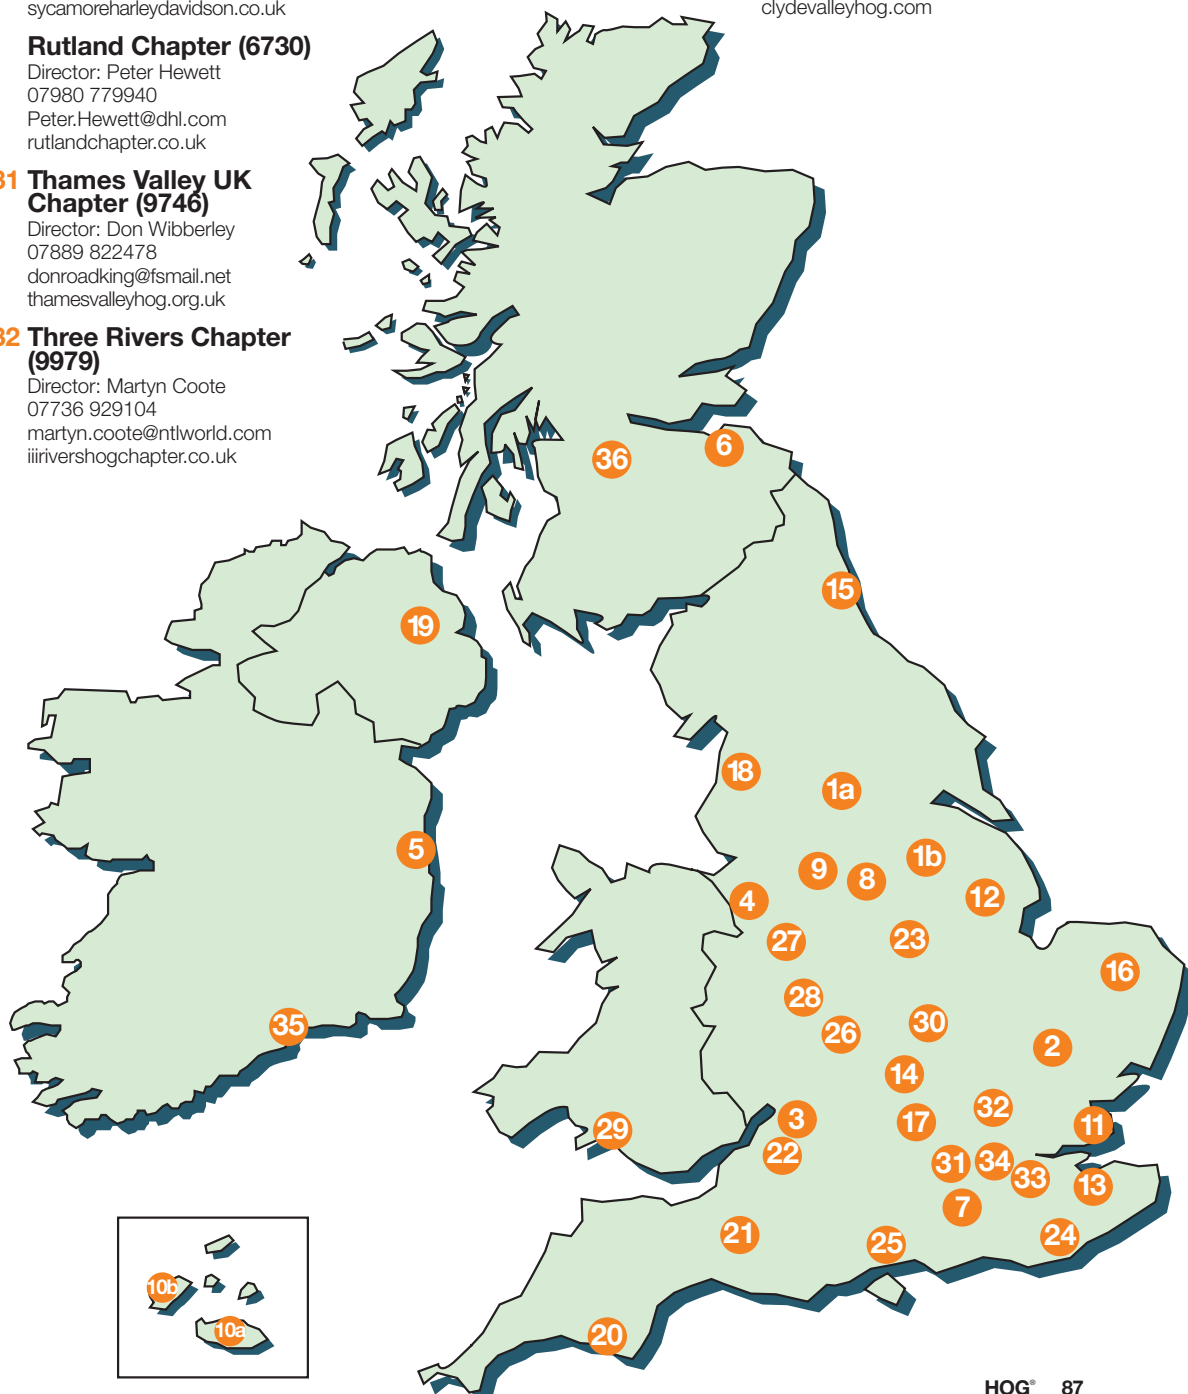 sycamoreharleydavidson.co.uk
Rutland Chapter (6730)
Director: Peter Hewett
07980 779940
Peter.Hewett@dhl.com
rutlandchapter.co.uk
31 Thames Valley UK
Chapter (9746)
Director: Don Wibberley
07889 822478
donroadking@fsmail.net
thamesvalleyhog.org.uk
32 Three Rivers Chapter
(9979)
Director: Martyn Coote
07736 929104
martyn.coote@ntlworld.com
iiirivershogchapter.co.uk
clydevalleyhog.com
6
36
15
19
18
1a
5
1b
9
8
12
4
27
23
16
28
30
35
26
2
14
32
3
17
11
29
22
31
34
33
13
7
21
24
25
10b
10a
20
HOG® 87